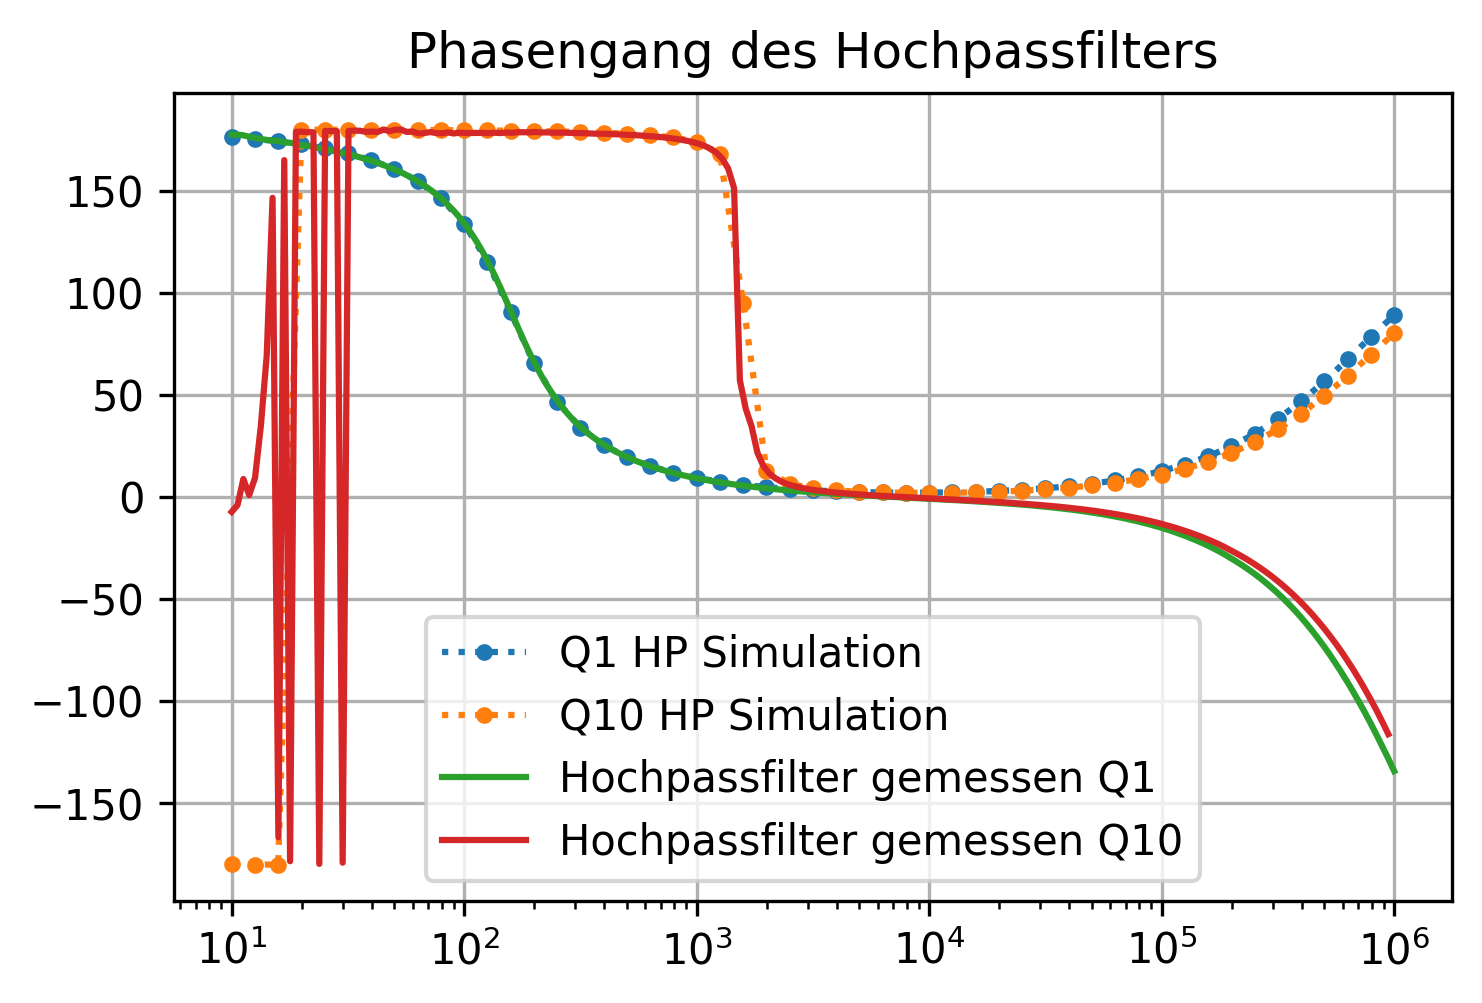 Phasengang des Hochpassfilters
150
100
50
0
−50
−100
−150
Q1 HP Simulation
Q10 HP Simulation
Hochpassfilter gemessen Q1
Hochpassfilter gemessen Q10
10¹ 10² 10³ 10⁴ 10⁵ 10⁶